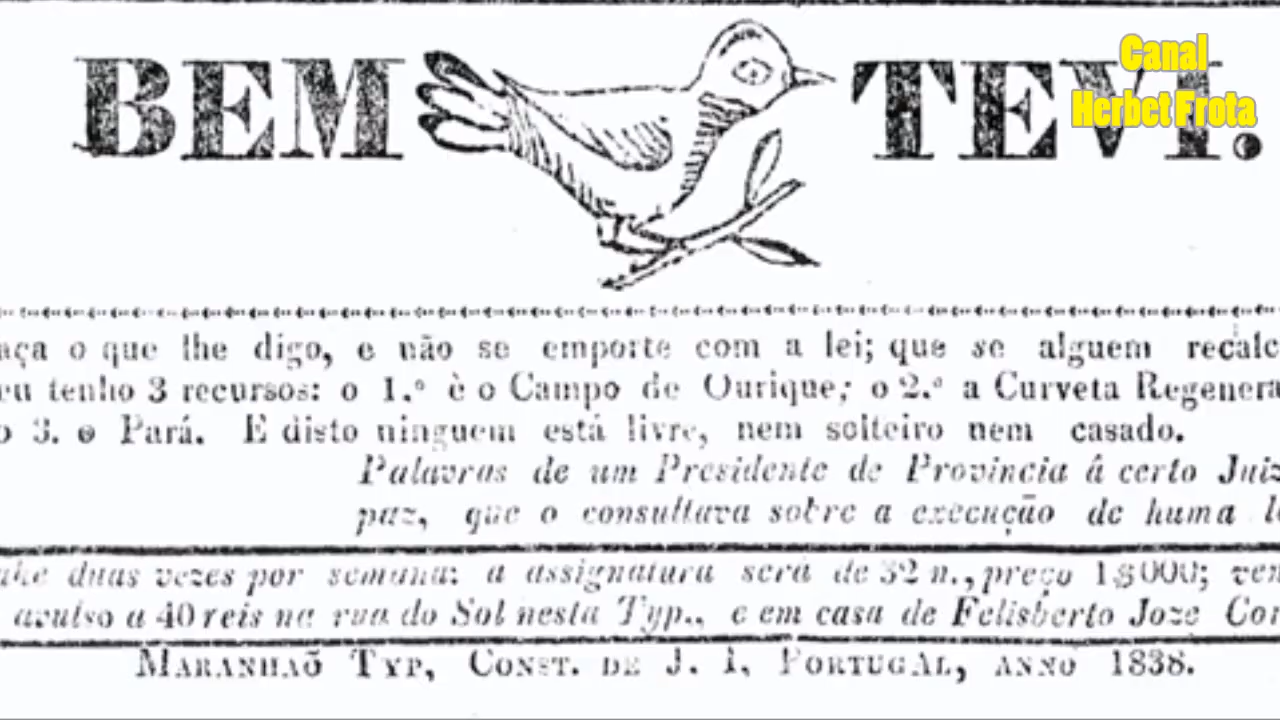 BEM TEVI.
Canal
Herbet Frota
aça o que lhe digo, e não se emporte com a lei; que se alguem recalc
eu tenho 3 recursos: o 1.º è o Campo de Ourique; o 2.º a Curveta Regenera
o 3. o Pará. E disto ninguem está livre, nem solteiro nem casado.
Palavras de um Presidente de Provincia â certo Juiz
paz, que o consultava sobre a execução de huma l
duas vezes por semana: a assignatura será de 32 n., preço 1$000; ven
avulso a 40 reis na rua do Sol nesta Typ., e em casa de Felisberto Joze Cor
MARANHAÕ TYP, CONST. DE J. I, PORTUGAL, ANNO 1838.